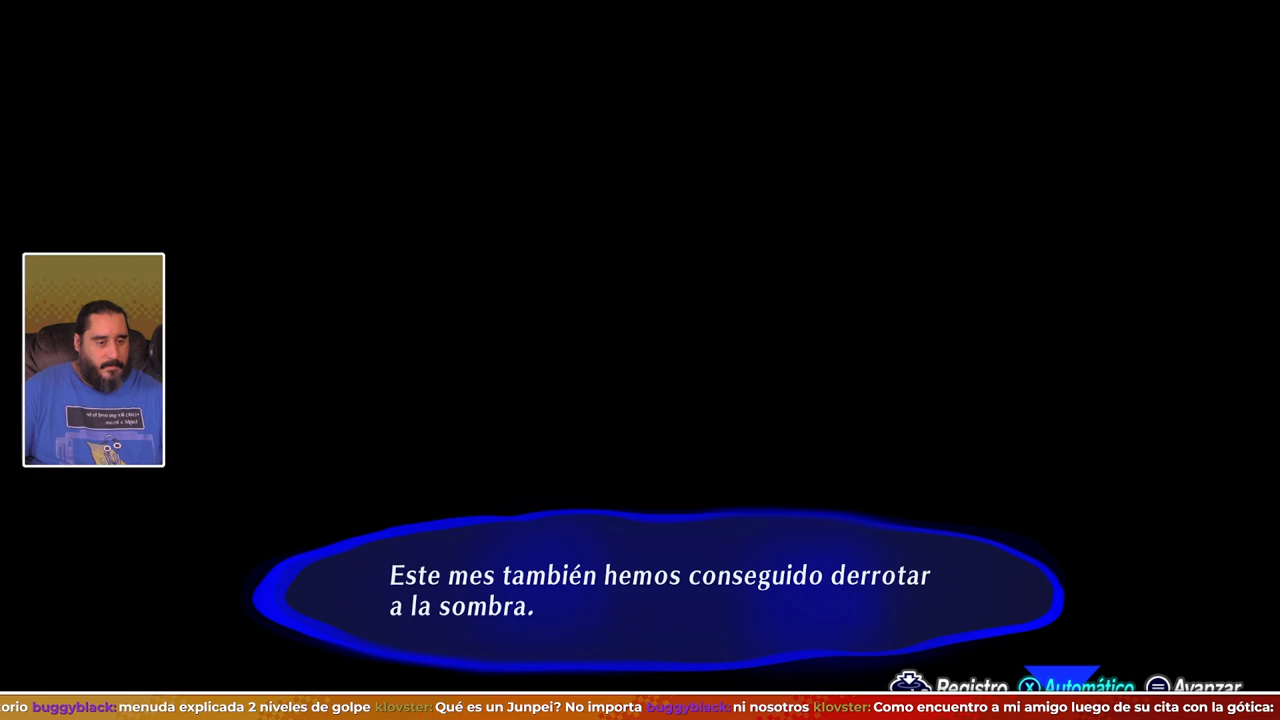 Este mes también hemos conseguido derrotar
a la sombra.
Registro Automático Avanzar
torio buggyblack: menuda explicada 2 niveles de golpe klovster: Qué es un Junpei? No importa buggyblack: ni nosotros klovster: Como encuentro a mi amigo luego de su cita con la gótica: